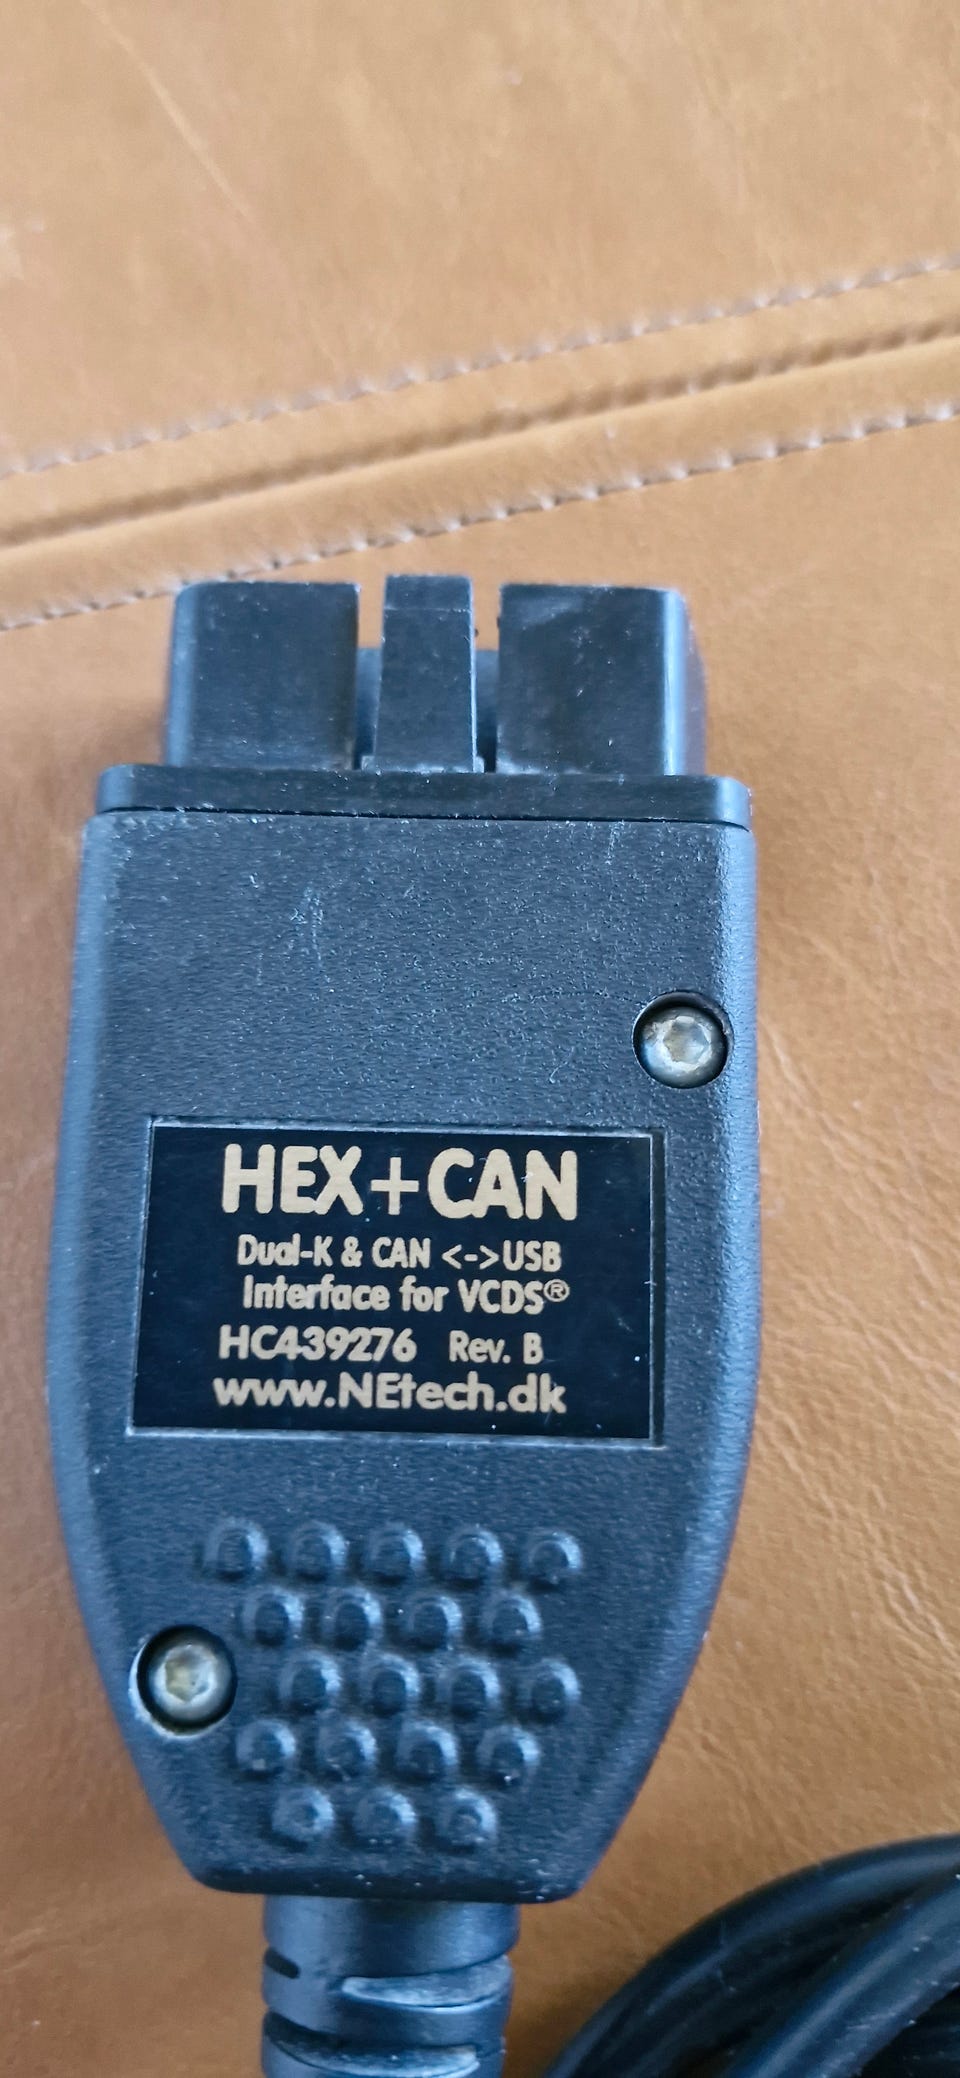 HEX+CAN
Dual-K & CAN <->USB
Interface for VCDS®
HC439276 Rev. B
www.NEtech.dk